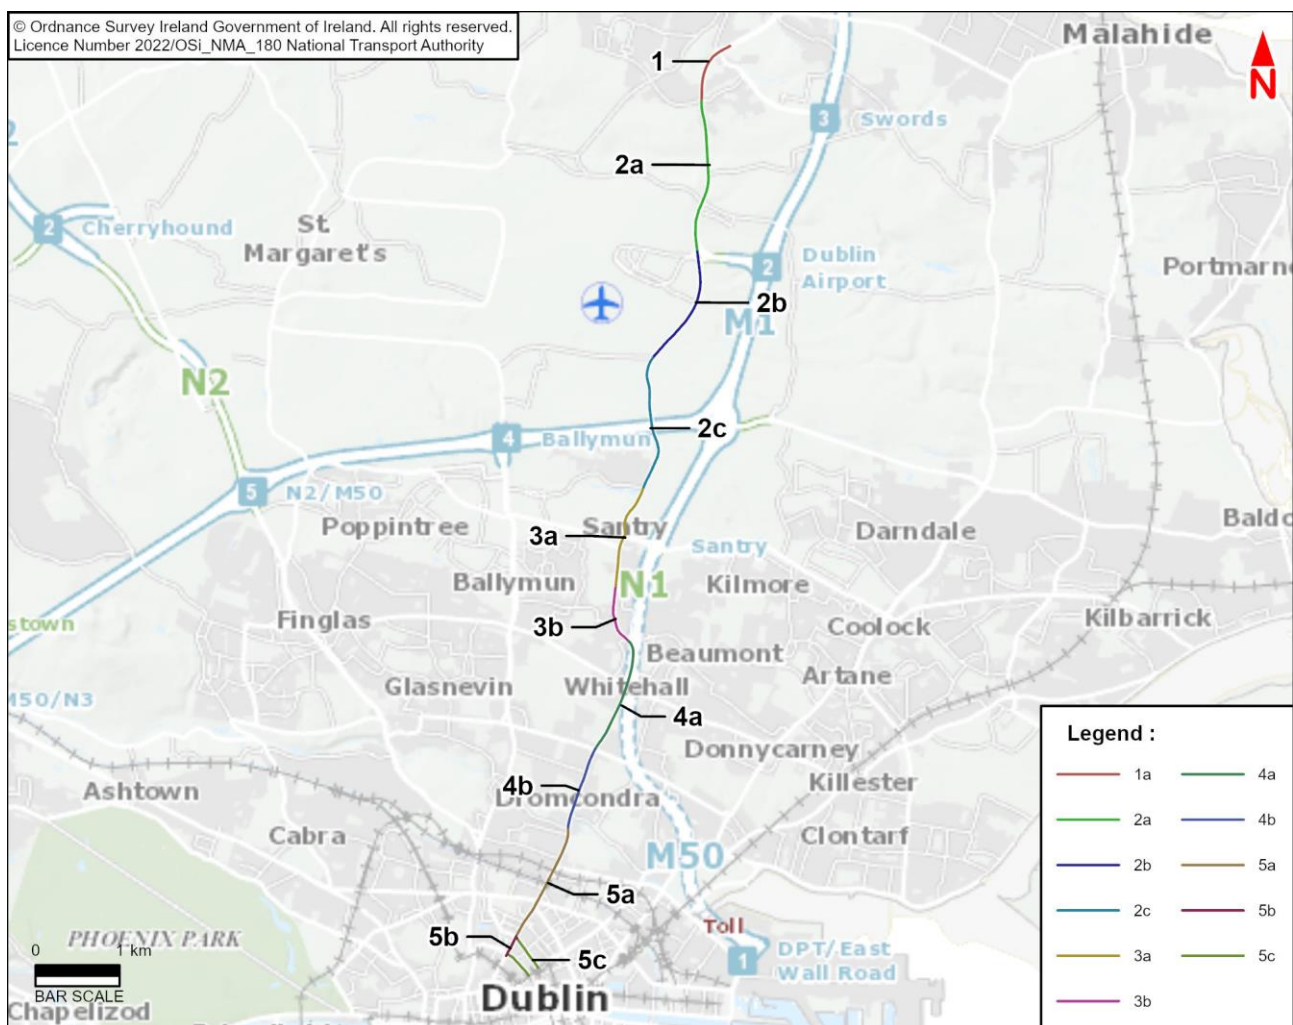 © Ordnance Survey Ireland Government of Ireland. All rights reserved.
Licence Number 2022/OSi_NMA_180 National Transport Authority
Malahide
N
1
3
Swords
2a
2
Cherryhound
St.
Margaret's
2
Dublin
Airport
Portmarno
2b
M1
N2
2c
4
Ballymun
5
N2/M50
Poppintree
3a
Santry
Santry
Darndale
Baldo
Ballymun
N1
Kilmore
stown
Finglas
3b
Coolock
Kilbarrick
Beaumont
Artane
M50/N3
Glasnevin
Whitehall
4a
Donnycarney
Killester
Ashtown
4b
Dromcondra
Cabra
Clontarf
M50
5a
Toll
PHOENIX PARK
5b
5c
1
DPT/East
Wall Road
0
1 km
BAR SCALE
Chapelizod
Dublin
Legend :
1a
4a
2a
4b
2b
5a
2c
5b
3a
5c
3b